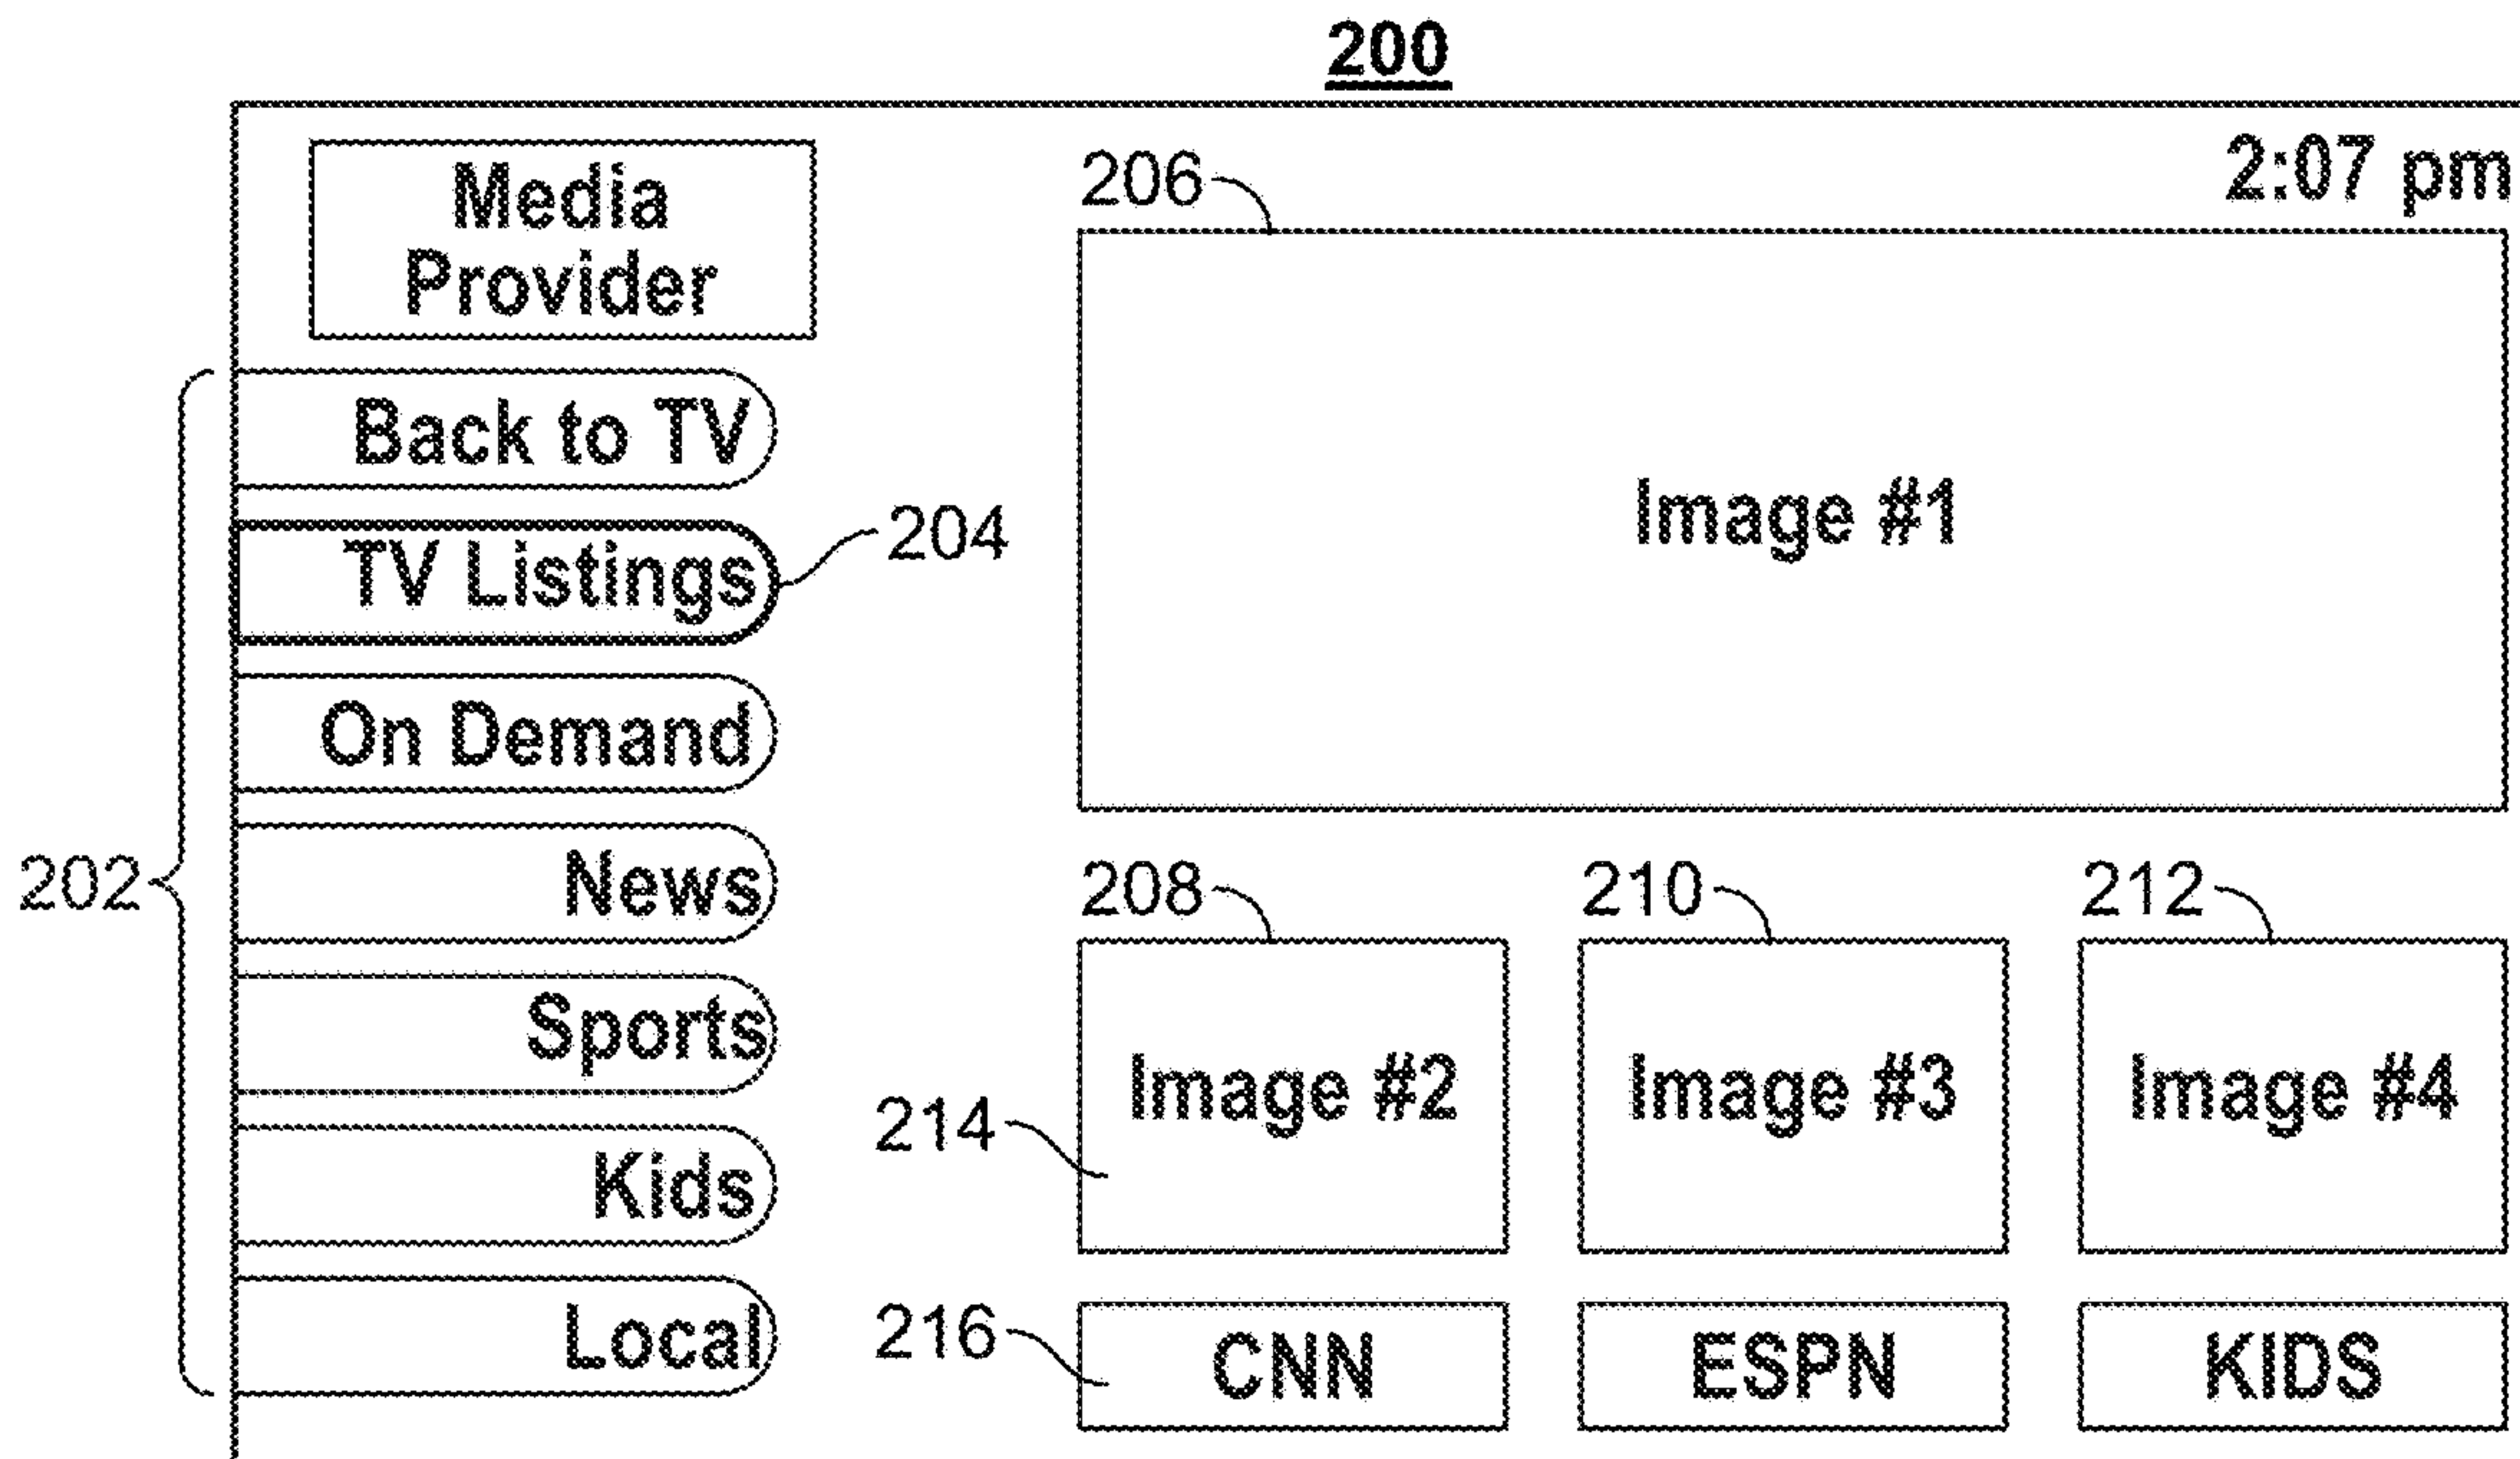 200
Media
Provider
2:07 pm
206
Back to TV
Image #1
204
TV Listings
On Demand
202
News
208
210
212
Sports
Image #2
Image #3
Image #4
214
Kids
216
Local
CNN
ESPN
KIDS